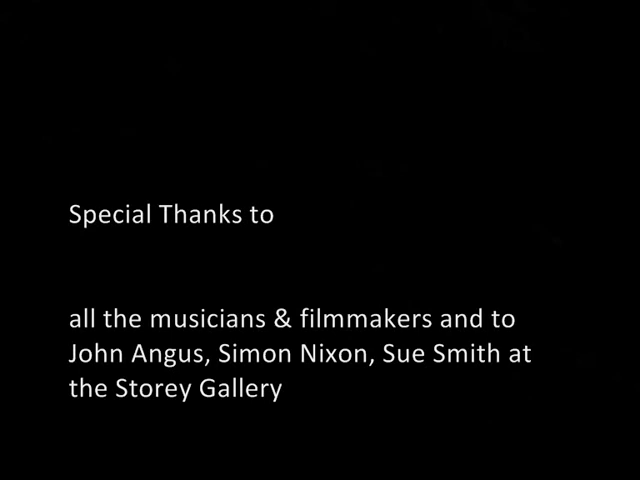 Special Thanks to
all the musicians & filmmakers and to
John Angus, Simon Nixon, Sue Smith at
the Storey Gallery